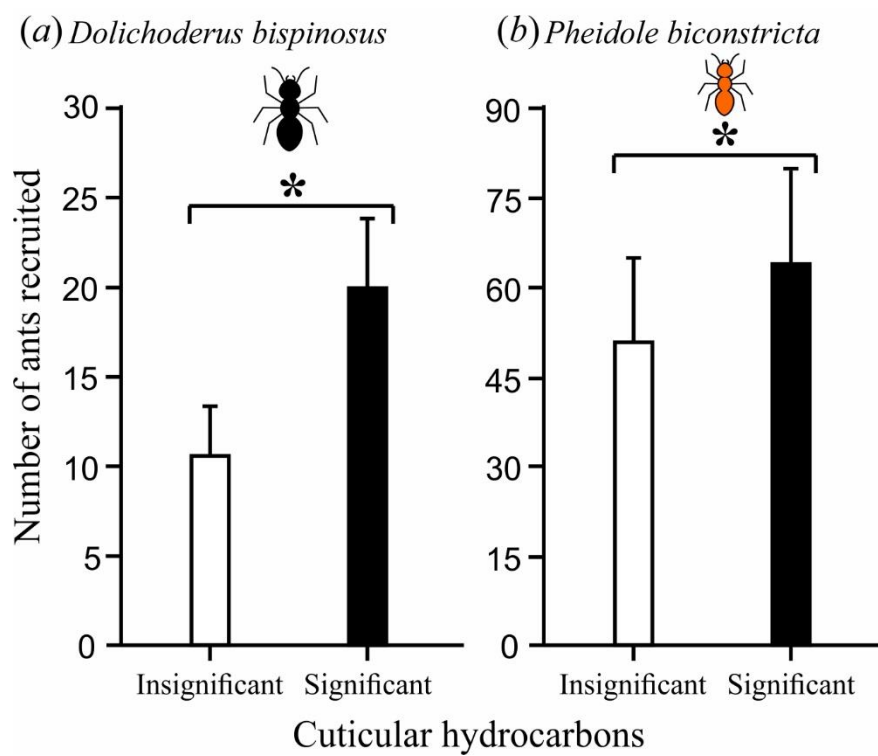 (a) Dolichoderus bispinosus
(b) Pheidole biconstricta
30
25
20
15
10
5
0
90
75
60
45
30
15
0
*
*
Number of ants recruited
Insignificant Significant
Insignificant Significant
Cuticular hydrocarbons